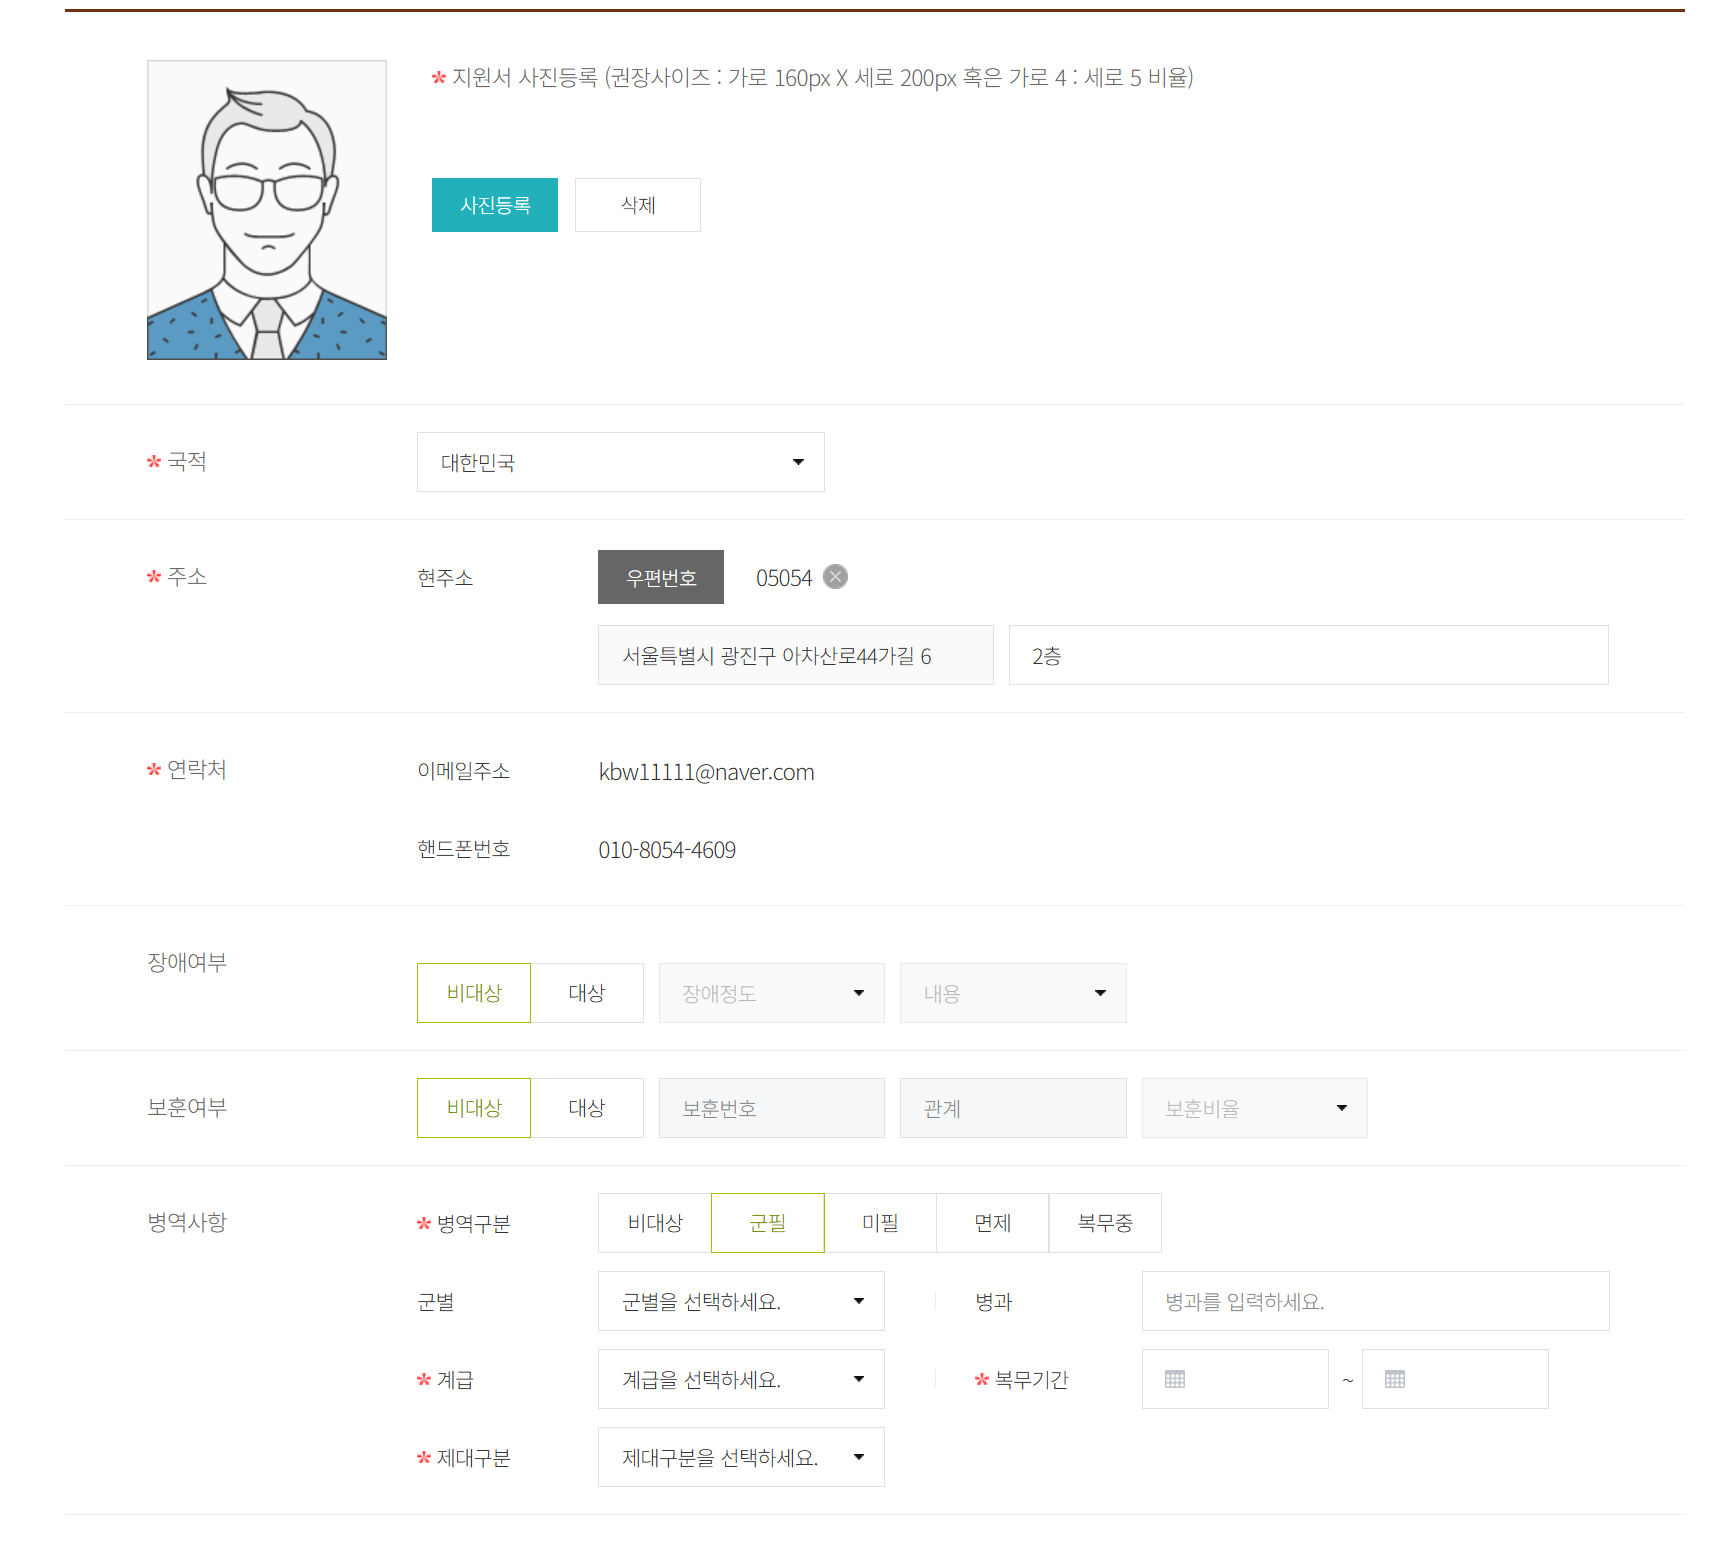 * 지원서 사진등록 (권장사이즈 : 가로 160px X 세로 200px 혹은 가로 4 : 세로 5 비율)
사진등록 삭제
* 국적 대한민국
* 주소 현주소 우편번호 05054
서울특별시 광진구 아차산로44가길 6 2층
* 연락처 이메일주소 kbw11111@naver.com
핸드폰번호 010-8054-4609
장애여부 비대상 대상 장애정도 내용
보훈여부 비대상 대상 보훈번호 관계 보훈비율
병역사항 * 병역구분 비대상 군필 미필 면제 복무중
군별 군별을 선택하세요. 병과 병과를 입력하세요.
* 계급 계급을 선택하세요. * 복무기간 ~
* 제대구분 제대구분을 선택하세요.